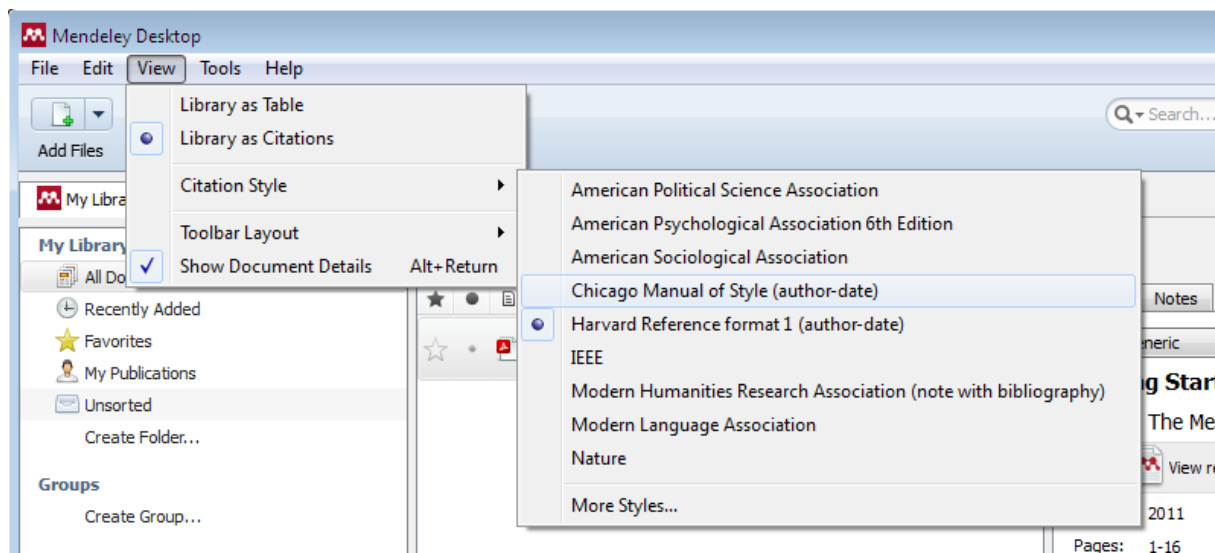 Mendeley Desktop
File Edit View Tools Help
Library as Table
Library as Citations
Citation Style
Toolbar Layout
Show Document Details Alt+Return
Add Files
Search...
My Libra
My Library
All Do
Recently Added
Favorites
My Publications
Unsorted
Create Folder...
Groups
Create Group...
American Political Science Association
American Psychological Association 6th Edition
American Sociological Association
Chicago Manual of Style (author-date)
Harvard Reference format 1 (author-date)
IEEE
Modern Humanities Research Association (note with bibliography)
Modern Language Association
Nature
More Styles...
Notes
eneric
g Star
The Me
View re
2011
Pages: 1-16